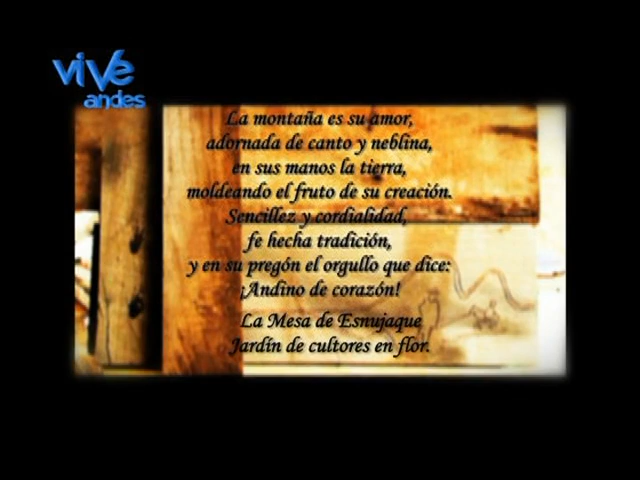 vive
andes
La montaña es su amor,
adornada de canto y neblina,
en sus manos la tierra,
moldeando el fruto de su creación.
Sencillez y cordialidad,
fe hecha tradición,
y en su pregón el orgullo que dice:
¡Andino de corazón!
La Mesa de Esnujaque
Jardín de cultores en flor.